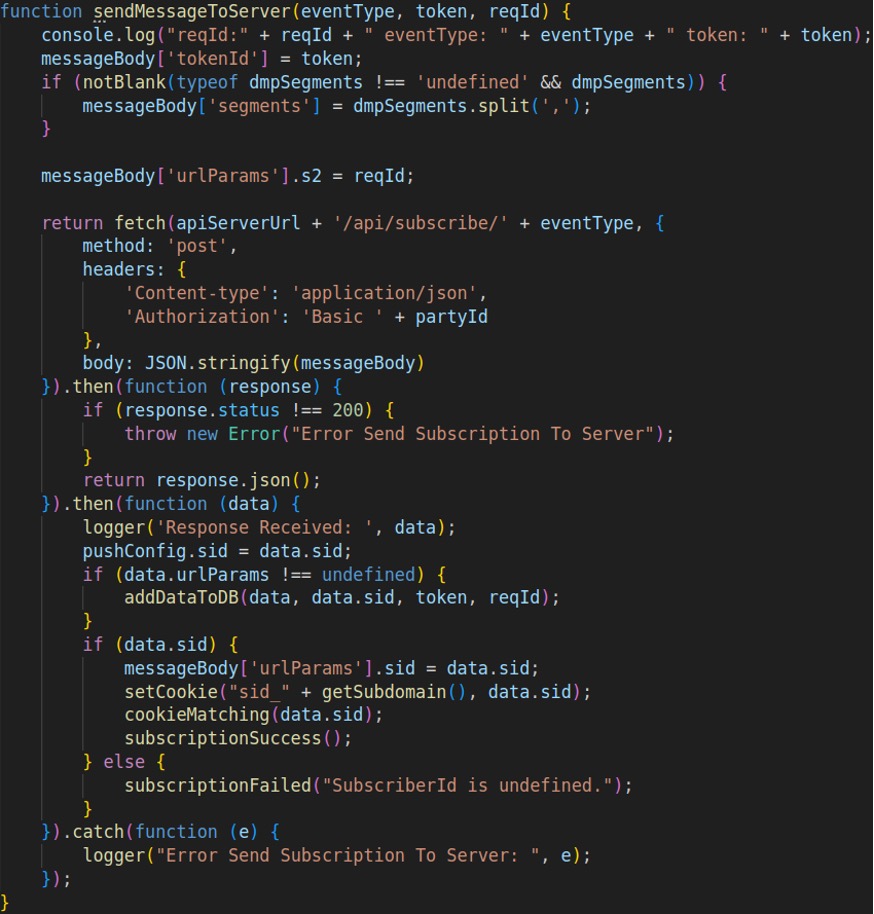 function sendMessageToServer(eventType, token, reqId) {
    console.log("reqId:" + reqId + " eventType: " + eventType + " token: " + token);
    messageBody['tokenId'] = token;
    if (notBlank(typeof dmpSegments !== 'undefined' && dmpSegments)) {
        messageBody['segments'] = dmpSegments.split(',');
    }

    messageBody['urlParams'].s2 = reqId;

    return fetch(apiServerUrl + '/api/subscribe/' + eventType, {
        method: 'post',
        headers: {
            'Content-type': 'application/json',
            'Authorization': 'Basic ' + partyId
        },
        body: JSON.stringify(messageBody)
    }).then(function (response) {
        if (response.status !== 200) {
            throw new Error("Error Send Subscription To Server");
        }
        return response.json();
    }).then(function (data) {
        logger('Response Received: ', data);
        pushConfig.sid = data.sid;
        if (data.urlParams !== undefined) {
            addDataToDB(data, data.sid, token, reqId);
        }
        if (data.sid) {
            messageBody['urlParams'].sid = data.sid;
            setCookie("sid_" + getSubdomain(), data.sid);
            cookieMatching(data.sid);
            subscriptionSuccess();
        } else {
            subscriptionFailed("SubscriberId is undefined.");
        }
    }).catch(function (e) {
        logger("Error Send Subscription To Server: ", e);
    });
}